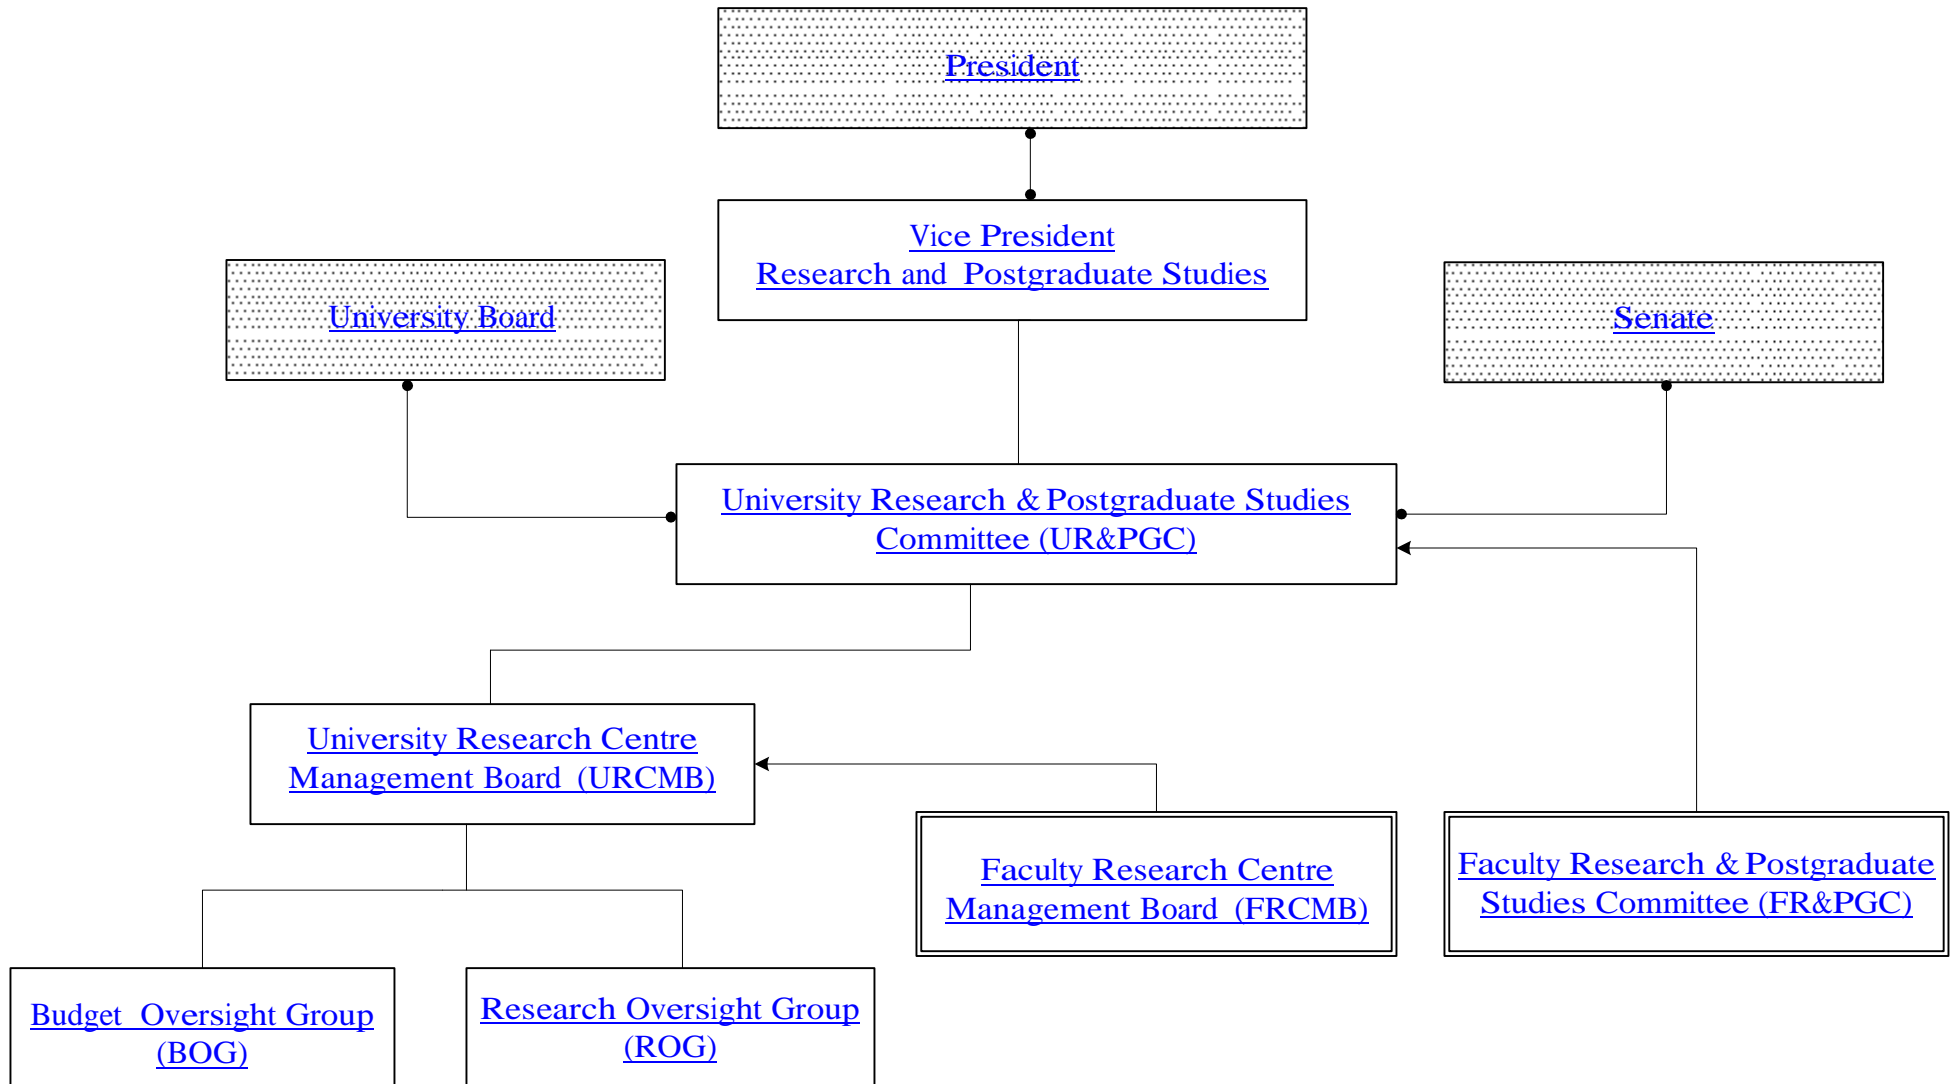 President
Vice President
Research and Postgraduate Studies
University Board
Senate
University Research & Postgraduate Studies
Committee (UR&PGC)
University Research Centre
Management Board (URCMB)
Faculty Research Centre
Management Board (FRCMB)
Faculty Research & Postgraduate
Studies Committee (FR&PGC)
Budget Oversight Group
(BOG)
Research Oversight Group
(ROG)